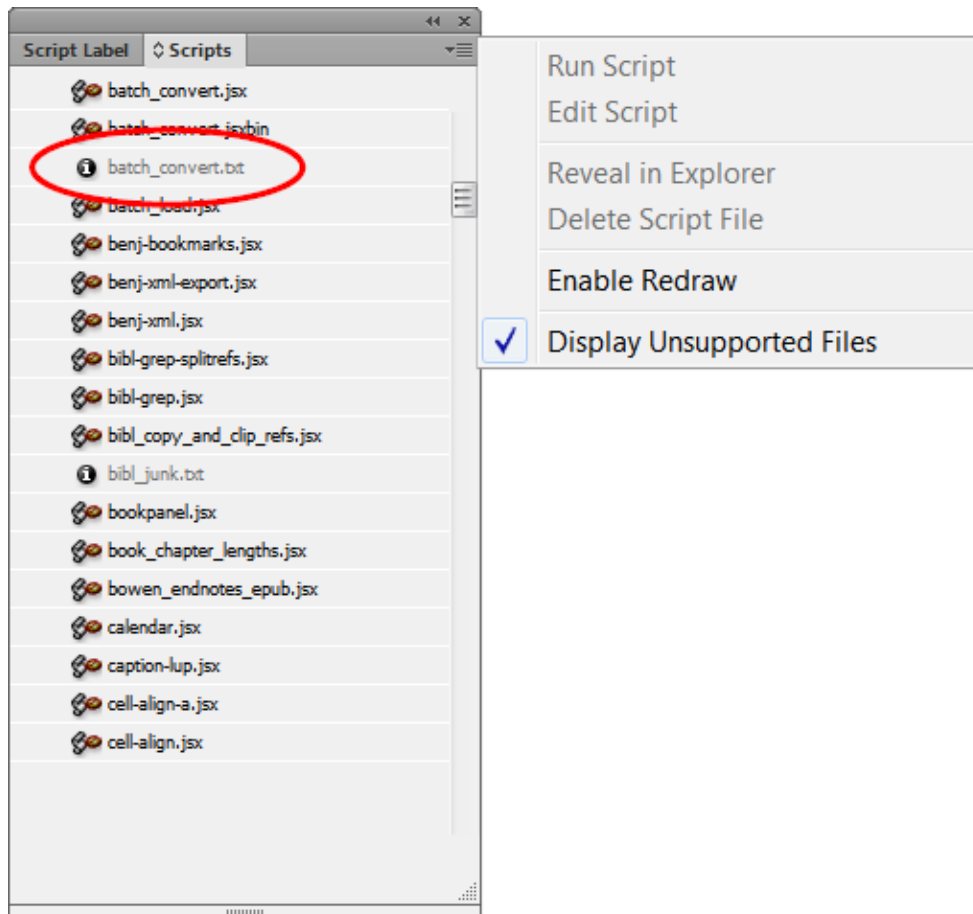 Script Label
Scripts
batch_convert.jsx
batch_convert.jsxbin
batch_convert.txt
batch_load.jsx
benj-bookmarks.jsx
benj-xml-export.jsx
benj-xml.jsx
bibl-grep-splitrefs.jsx
bibl-grep.jsx
bibl_copy_and_clip_refs.jsx
bibl_junk.txt
bookpanel.jsx
book_chapter_lengths.jsx
bowen_endnotes_epub.jsx
calendar.jsx
caption-lup.jsx
cell-align-a.jsx
cell-align.jsx
Run Script
Edit Script
Reveal in Explorer
Delete Script File
Enable Redraw
Display Unsupported Files